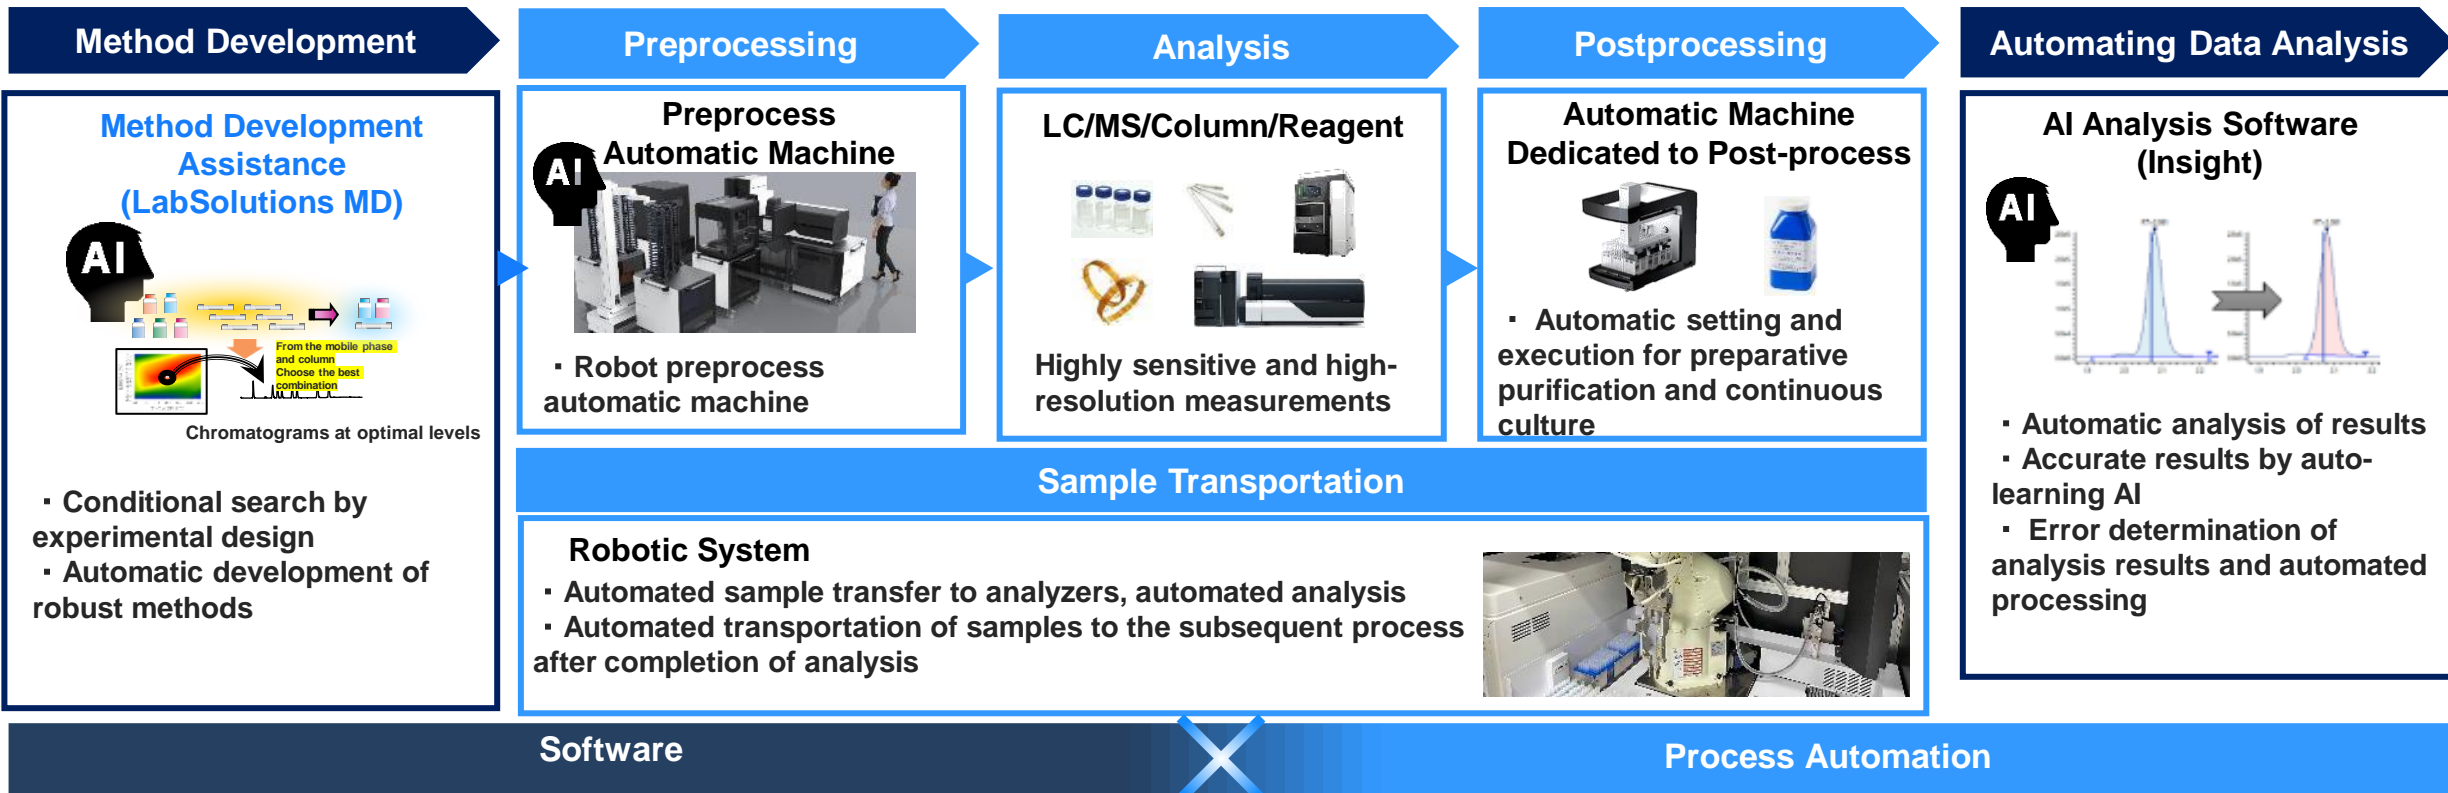 Method Development
Preprocessing
Analysis
Postprocessing
Automating Data Analysis
Method Development
Assistance
(LabSolutions MD)
AI
From the mobile phase
and column
Choose the best
combination
Chromatograms at optimal levels
・Conditional search by
experimental design
・Automatic development of
robust methods
Preprocess
Automatic Machine
AI
・Robot preprocess
automatic machine
LC/MS/Column/Reagent
Highly sensitive and high-
resolution measurements
Automatic Machine
Dedicated to Post-process
・ Automatic setting and
execution for preparative
purification and continuous
culture
Sample Transportation
Robotic System
・Automated sample transfer to analyzers, automated analysis
・Automated transportation of samples to the subsequent process
after completion of analysis
AI Analysis Software
(Insight)
AI
・Automatic analysis of results
・Accurate results by auto-
learning AI
・ Error determination of
analysis results and automated
processing
Software
Process Automation